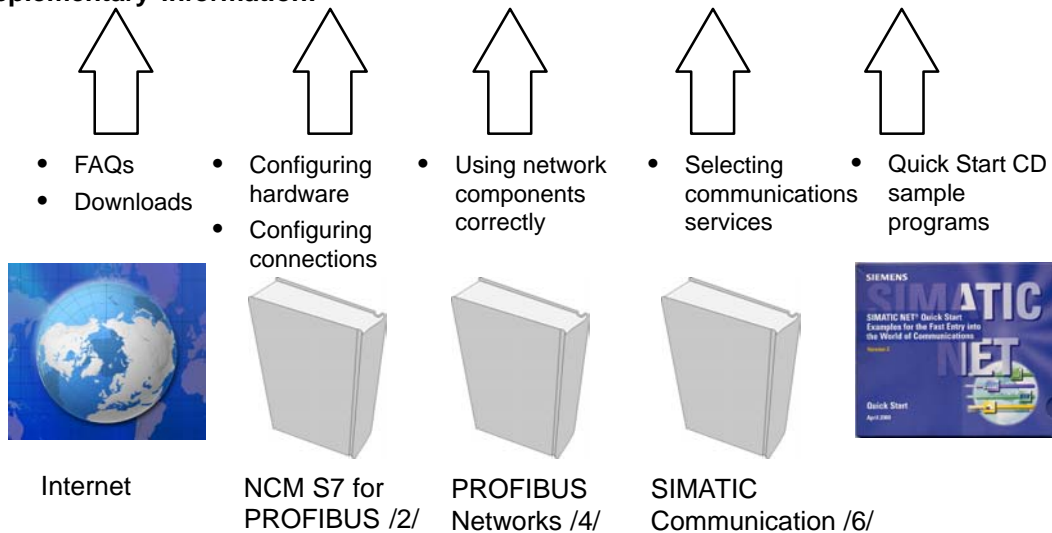 plementary information:
• FAQs
• Downloads
• Configuring
hardware
• Configuring
connections
• Using network
components
correctly
• Selecting
communications
services
• Quick Start CD
sample
programs
SIEMENS
SIMATIC
NET
SIMATIC NET® Quick Start
Examples for the Fast Entry into
the World of Communications
Quick Start
Internet
NCM S7 for
PROFIBUS /2/
PROFIBUS
Networks /4/
SIMATIC
Communication /6/